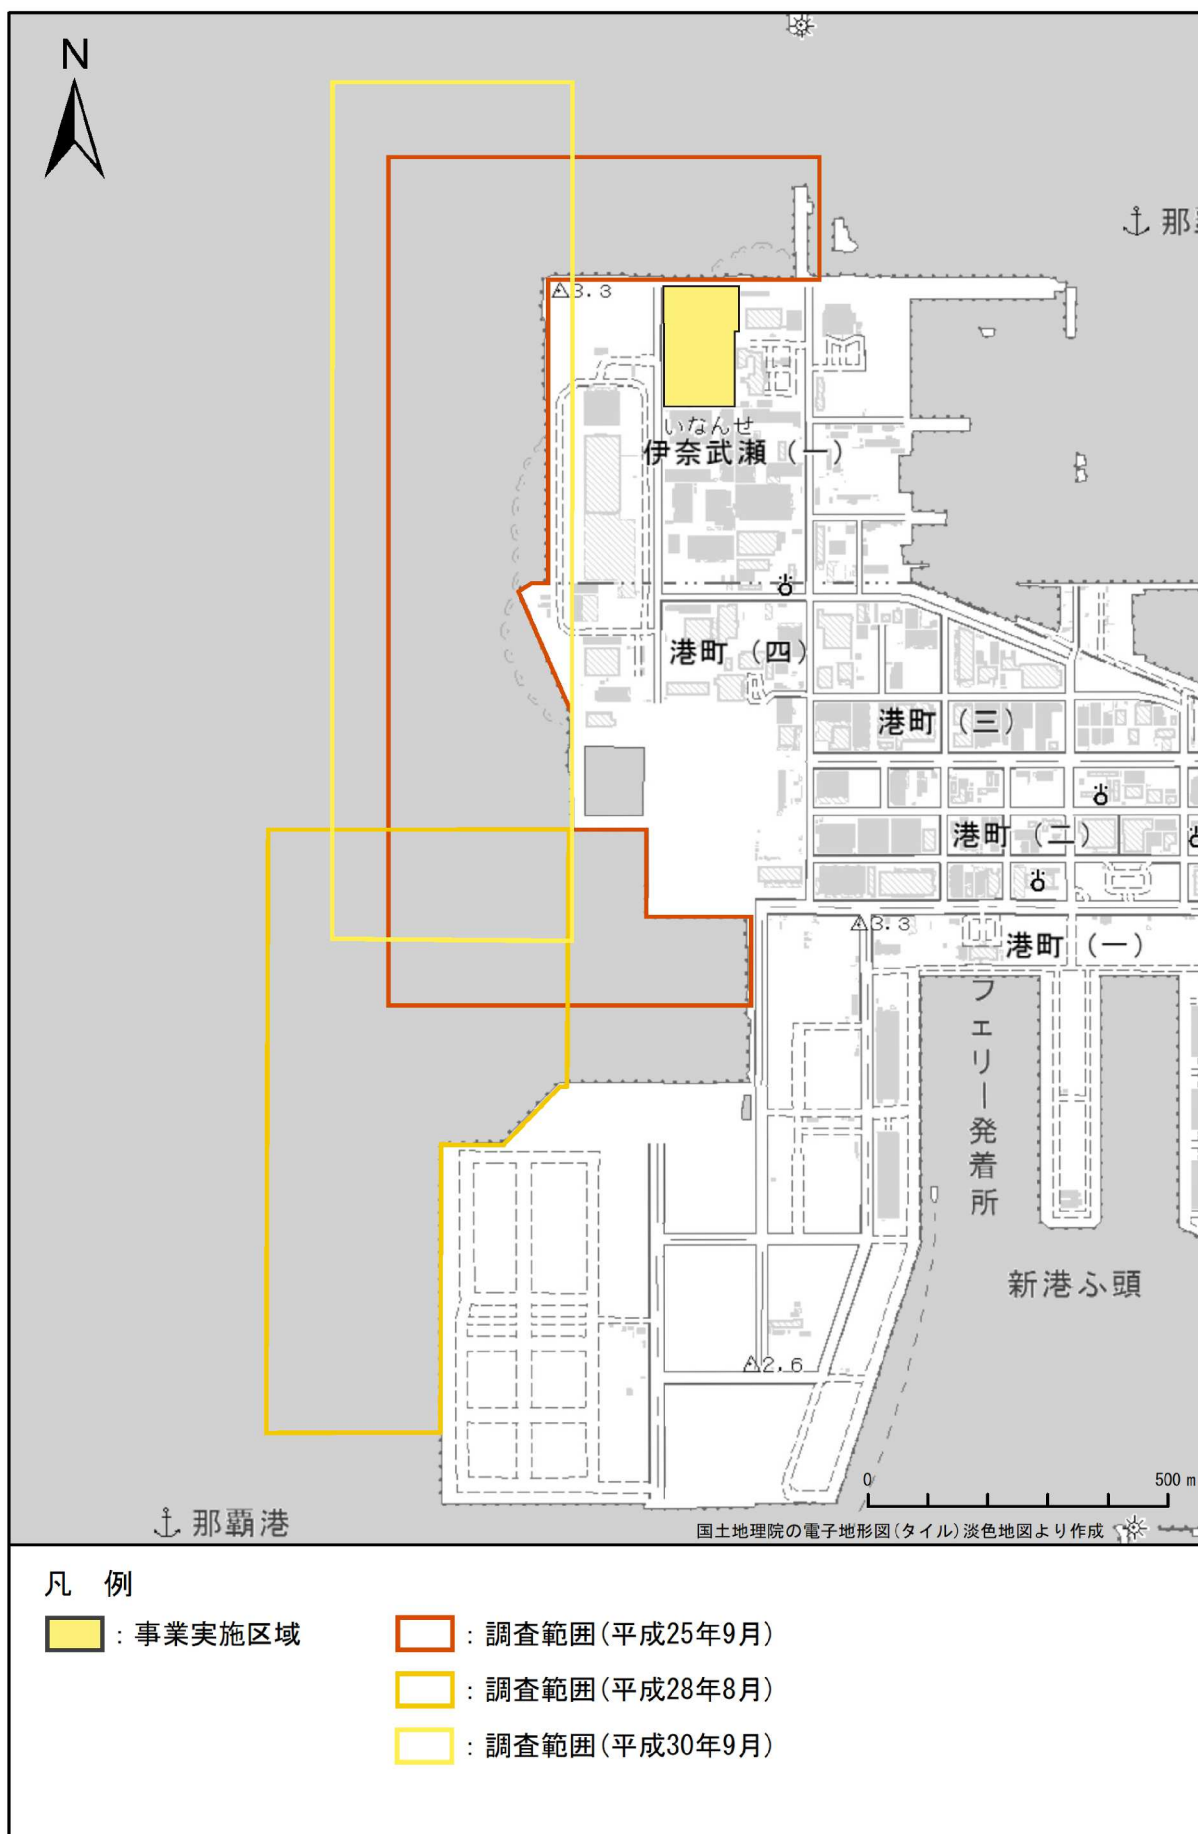 N
⚓ 那
3.3
いなんせ
伊奈武瀬(一)
港町(四)
港町(三)
港町(二)
3.3
港町(一)
フェリー発着所
新港ふ頭
2.6
0 500 m
⚓ 那覇港
国土地理院の電子地形図(タイル)淡色地図より作成
凡 例
:事業実施区域
:調査範囲(平成25年9月)
:調査範囲(平成28年8月)
:調査範囲(平成30年9月)